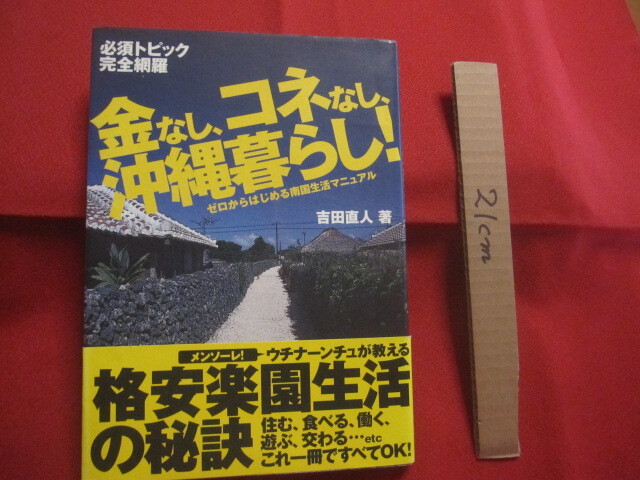 必須トピック
完全網羅
金なし、コネなし、
沖縄暮らし!
ゼロからはじめる南国生活マニュアル
吉田直人 著
メンソーレ! ウチナーンチュが教える
格安楽園生活
の秘訣
住む、食べる、働く、
遊ぶ、交わる…etc
これ一冊ですべてOK!
21cm